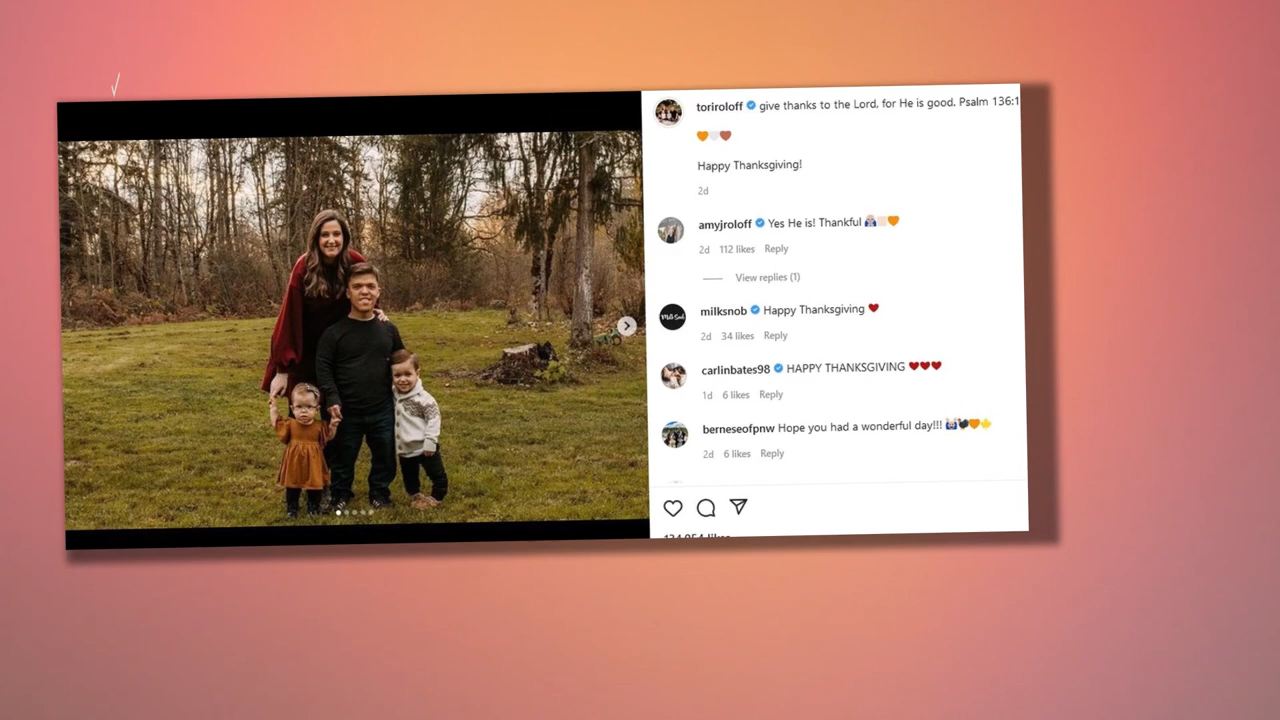 toriroloff give thanks to the Lord, for He is good. Psalm 136:1
🧡🤍❤️
Happy Thanksgiving!
2d
amyjroloff Yes He is! Thankful
2d 112 likes Reply
View replies (1)
milksnob Happy Thanksgiving ❤️
2d 34 likes Reply
carlinbates98 HAPPY THANKSGIVING ❤️❤️❤️
1d 6 likes Reply
berneseofpnw Hope you had a wonderful day!!!
2d 6 likes Reply